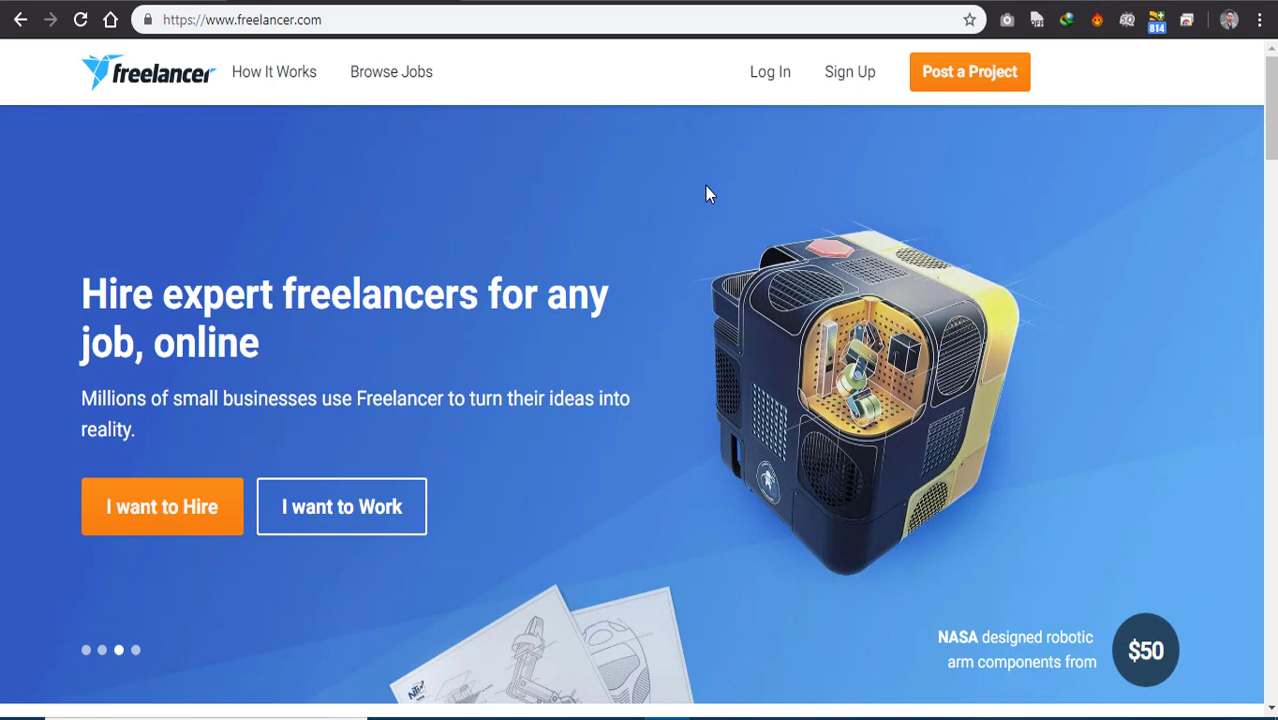 https://www.freelancer.com
OFF
814
freelancer
How It Works
Browse Jobs
Log In
Sign Up
Post a Project
Hire expert freelancers for any
job, online
Millions of small businesses use Freelancer to turn their ideas into
reality.
I want to Hire
I want to Work
NASA designed robotic
arm components from
$50